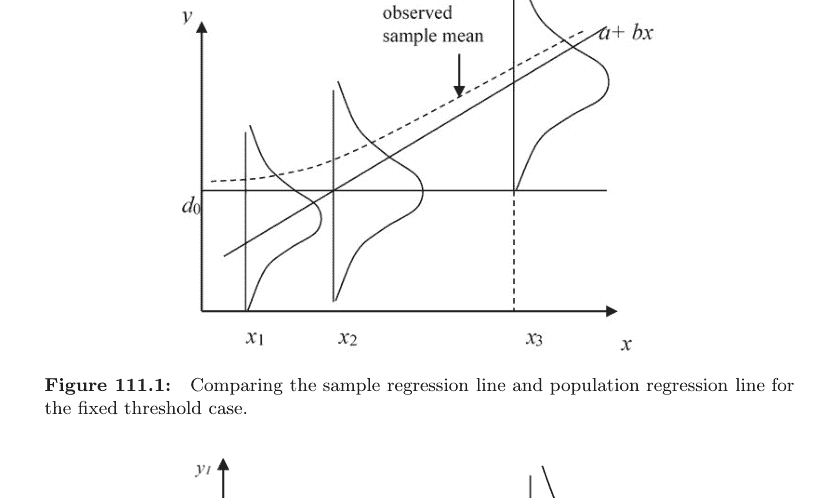 y
observed
sample mean
a+ bx
d0
x1 x2 x3
x
Figure 111.1: Comparing the sample regression line and population regression line for
the fixed threshold case.
yI